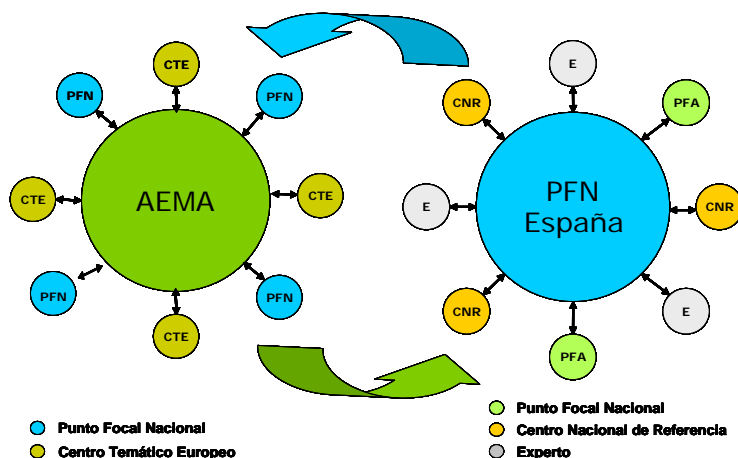 CTE
PFN
PFN
AEMA
CTE
CTE
PFN
PFN
CTE
E
CNR
PFA
PFN
España
E
CNR
CNR
E
PFA
Punto Focal Nacional
Centro Temático Europeo
Punto Focal Nacional
Centro Nacional de Referencia
Experto